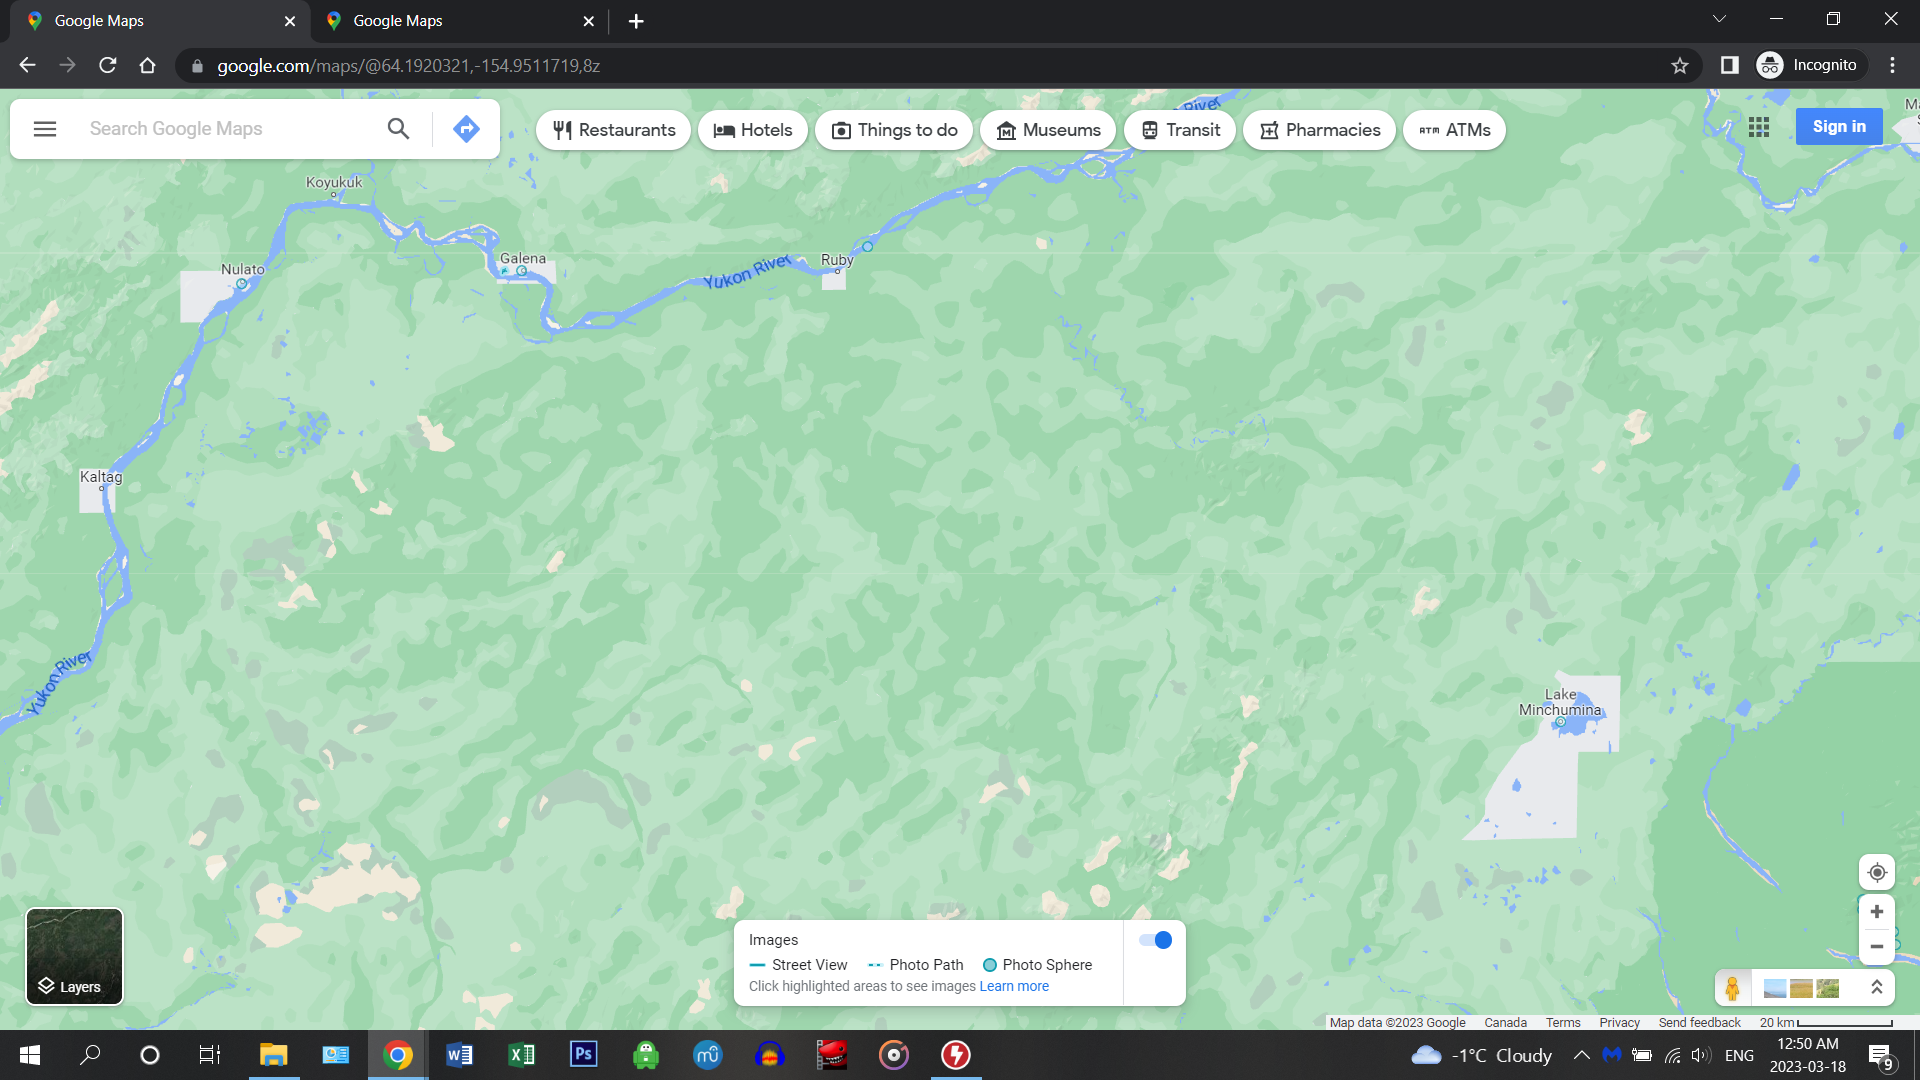 Google Maps
Google Maps
google.com/maps/@64.1920321,-154.9511719,8z
Incognito
Search Google Maps
Restaurants
Hotels
Things to do
Museums
Transit
Pharmacies
ATM ATMs
Sign in
River
Koyukuk
Nulato
Galena
Yukon River
Ruby
Kaltag
Yukon River
Lake
Minchumina
Layers
Images
Street View
Photo Path
Photo Sphere
Click highlighted areas to see images Learn more
Map data ©2023 Google
Canada
Terms
Privacy
Send feedback
20 km
-1°C Cloudy
ENG
12:50 AM
2023-03-18
9